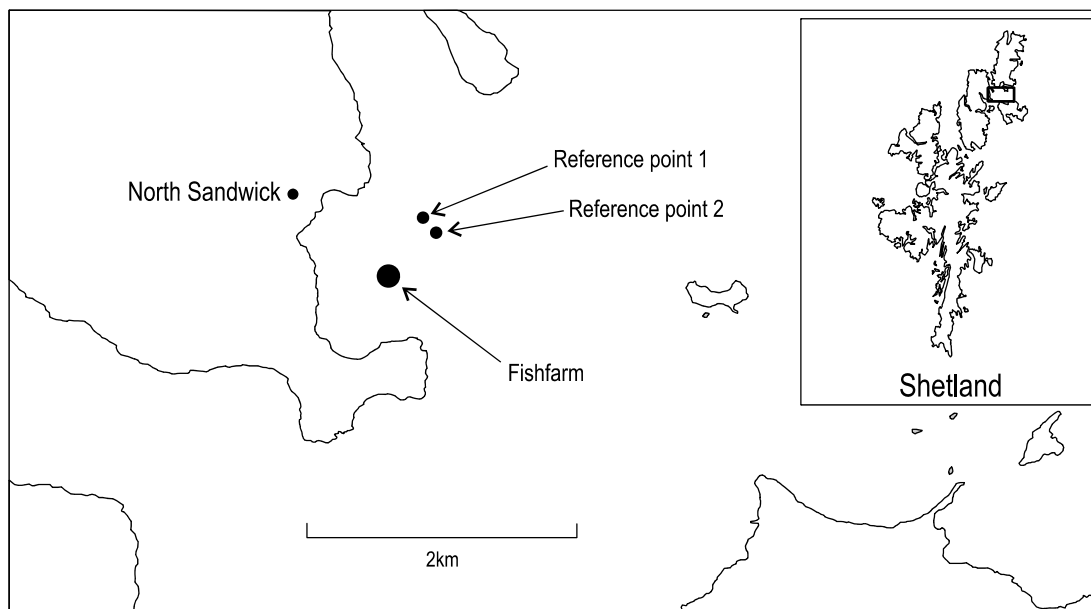 Reference point 1
North Sandwick
Reference point 2
Fishfarm
Shetland
2km